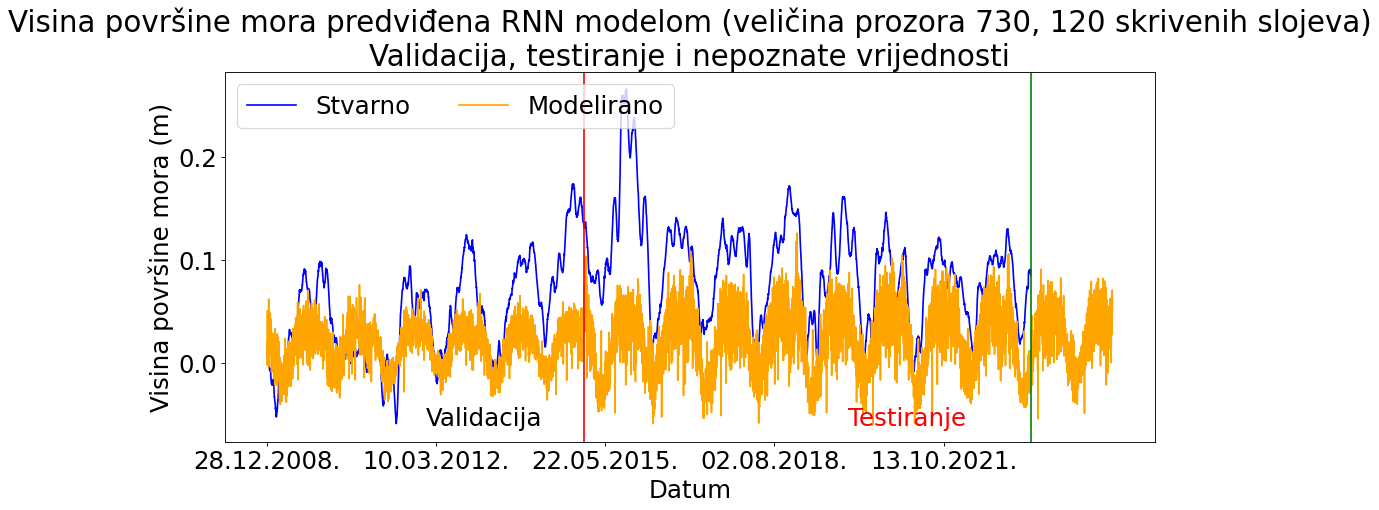 Visina površine mora predviđena RNN modelom (veličina prozora 730, 120 skrivenih slojeva)
Validacija, testiranje i nepoznate vrijednosti
Stvarno
Modelirano
Visina površine mora (m)
0.2
0.1
0.0
Validacija
Testiranje
28.12.2008.
10.03.2012.
22.05.2015.
02.08.2018.
13.10.2021.
Datum